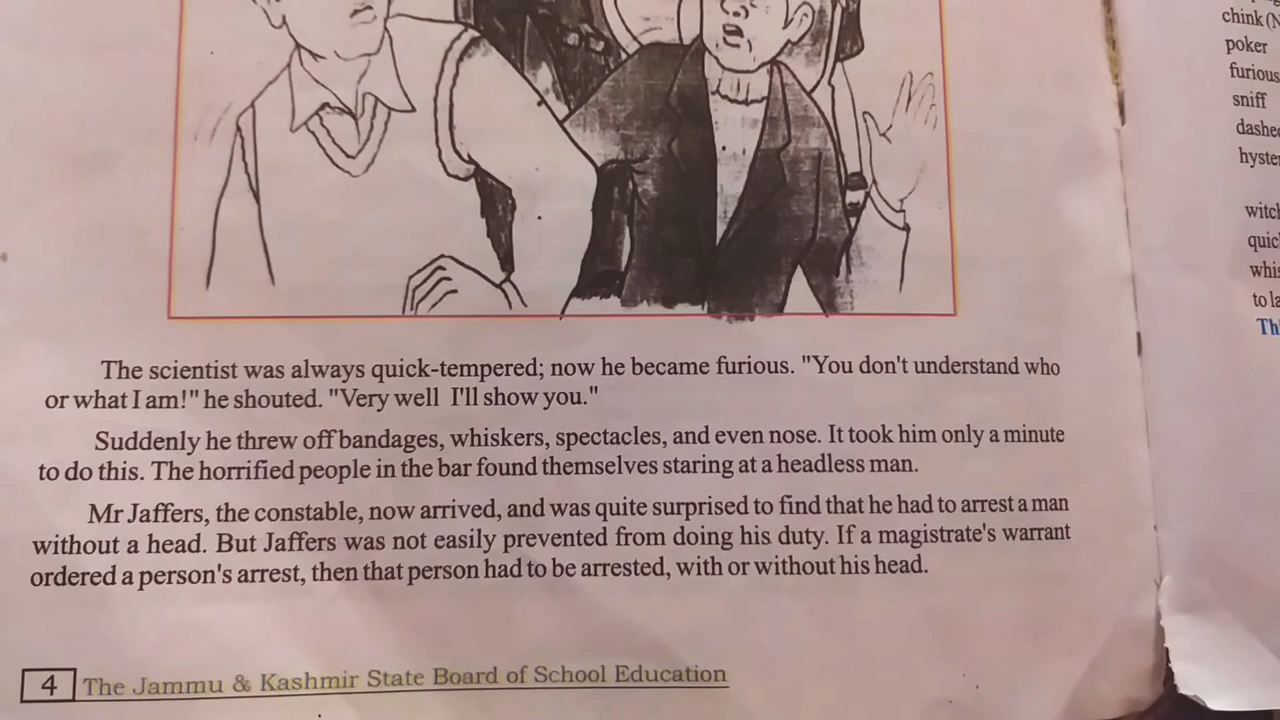 The scientist was always quick-tempered; now he became furious. "You don't understand who
or what I am!" he shouted. "Very well I'll show you."
Suddenly he threw off bandages, whiskers, spectacles, and even nose. It took him only a minute
to do this. The horrified people in the bar found themselves staring at a headless man.
Mr Jaffers, the constable, now arrived, and was quite surprised to find that he had to arrest a man
without a head. But Jaffers was not easily prevented from doing his duty. If a magistrate's warrant
ordered a person's arrest, then that person had to be arrested, with or without his head.
4 The Jammu & Kashmir State Board of School Education
chink
poker
furious
sniff